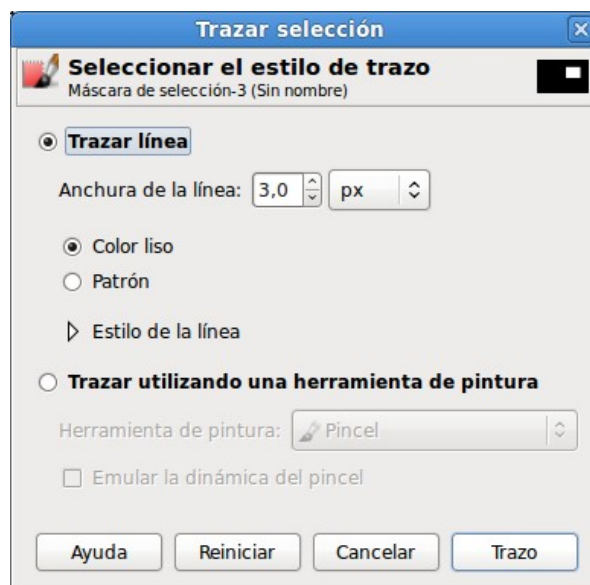 Trazar selección
Seleccionar el estilo de trazo
Máscara de selección-3 (Sin nombre)
Trazar línea
Anchura de la línea: 3,0 px
Color liso
Patrón
Estilo de la línea
Trazar utilizando una herramienta de pintura
Herramienta de pintura: Pincel
Emular la dinámica del pincel
Ayuda Reiniciar Cancelar Trazo